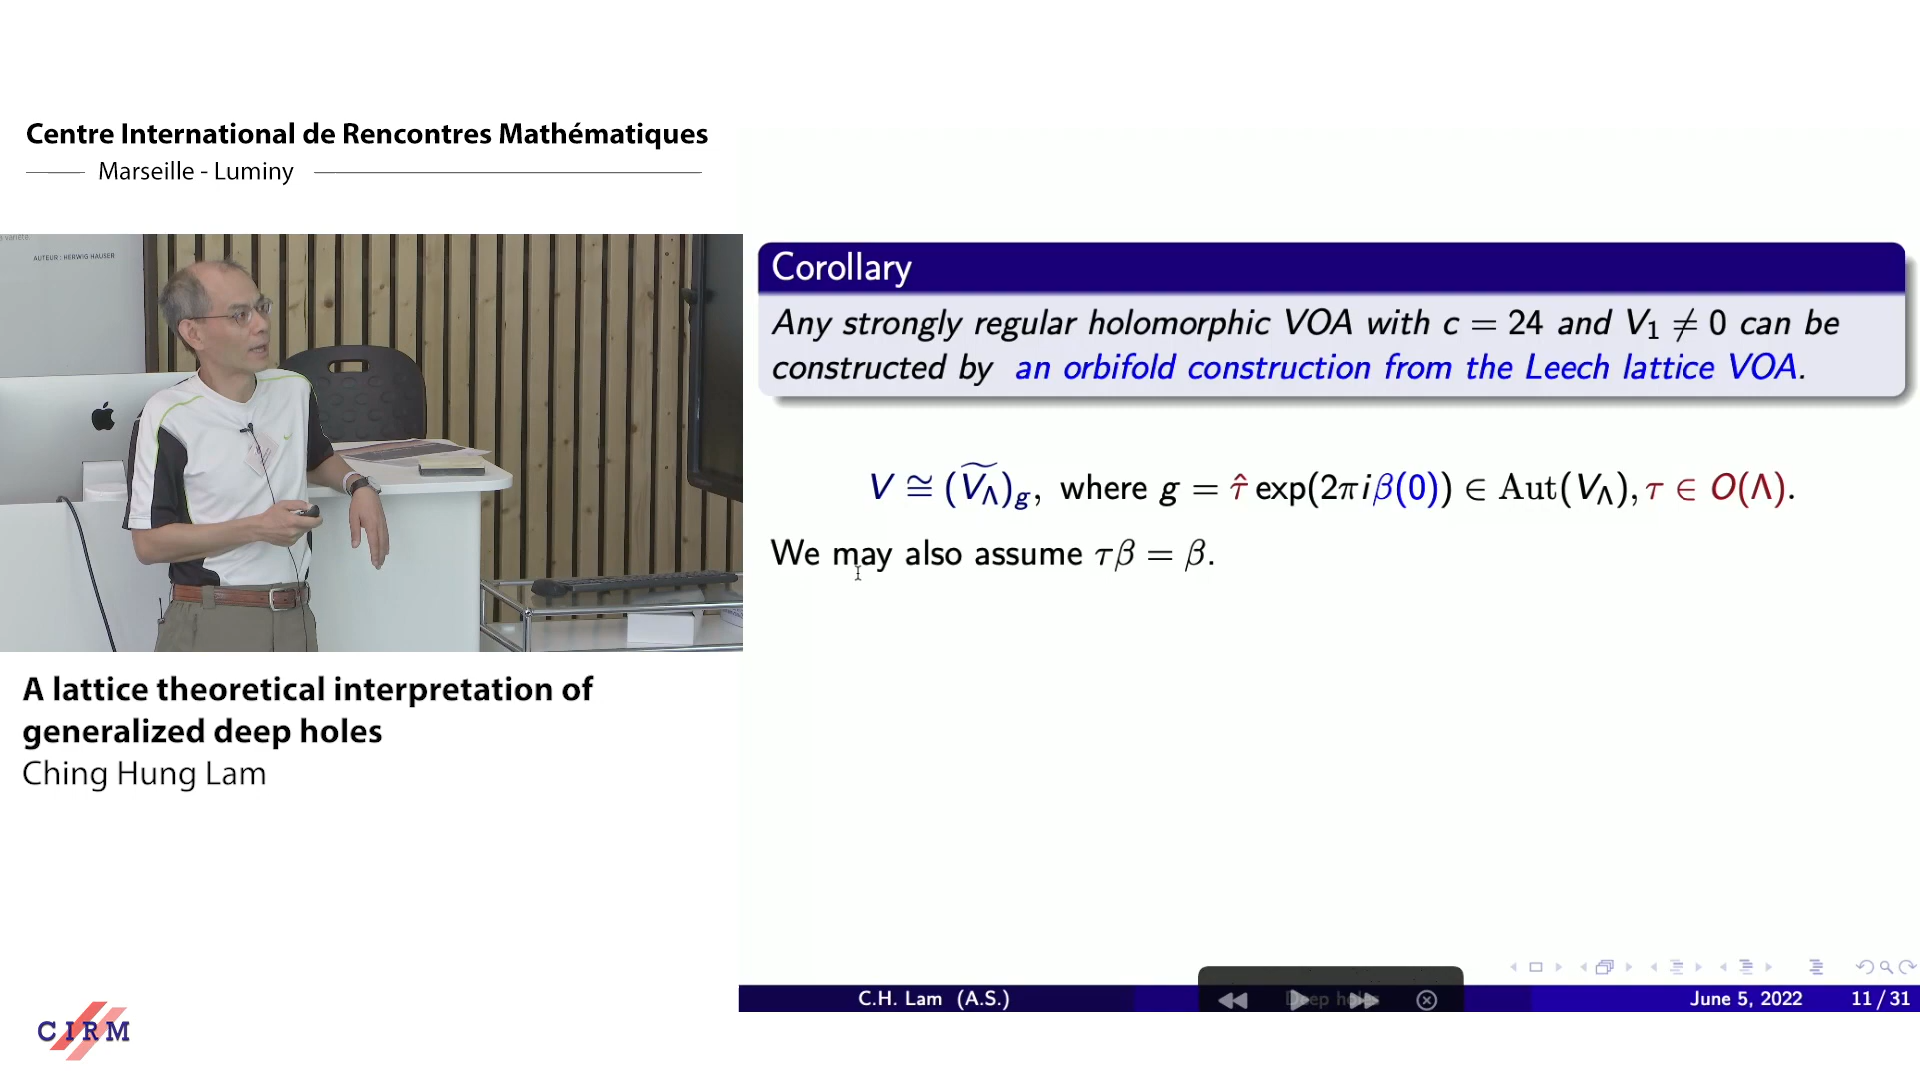 Centre International de Rencontres Mathématiques
Marseille - Luminy
AUTEUR : HERWIG HAUSER
A lattice theoretical interpretation of
generalized deep holes
Ching Hung Lam
CIRM
Corollary
Any strongly regular holomorphic VOA with c = 24 and V₁ ≠ 0 can be
constructed by an orbifold construction from the Leech lattice VOA.
V ≅ (V͠_Λ)_g, where g = τ̂ exp(2πiβ(0)) ∈ Aut(V_Λ), τ ∈ O(Λ).
We may also assume τβ = β.
C.H. Lam (A.S.)
Deep holes
June 5, 2022
11 / 31